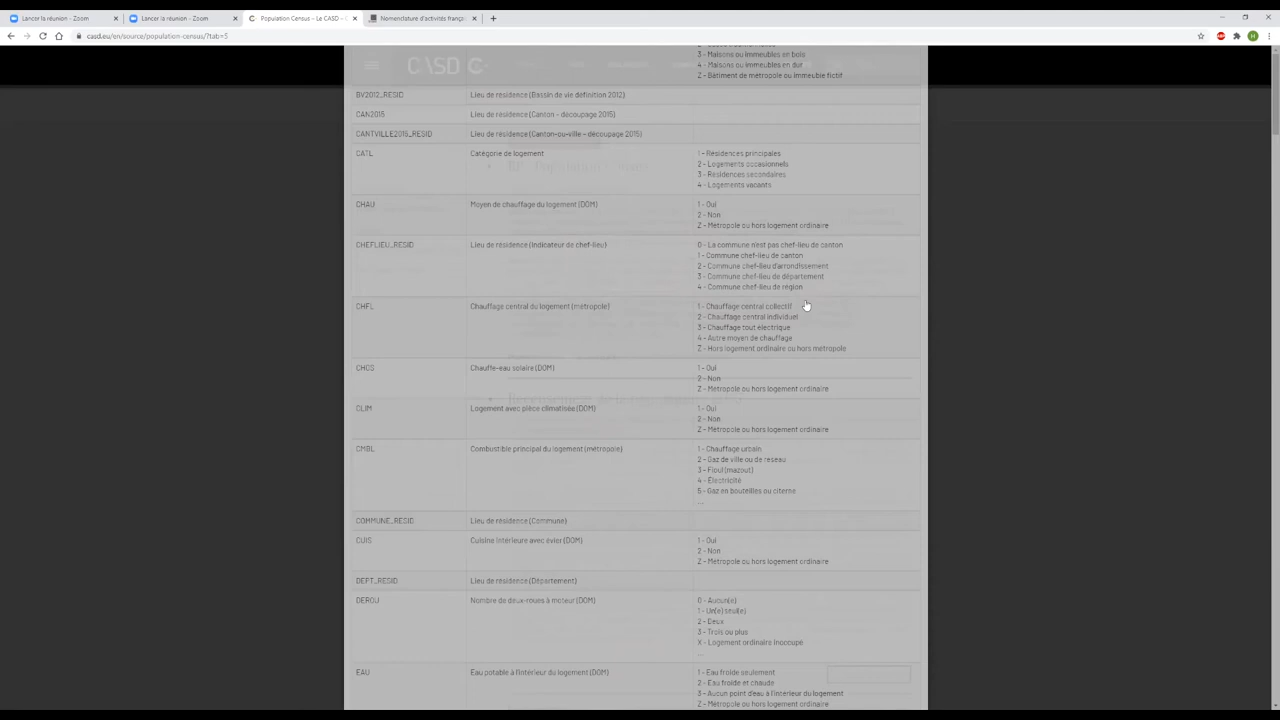 Lancer la réunion - Zoom
Lancer la réunion - Zoom
Population Census – Le CASD –
Nomenclature d'activités françai
casd.eu/en/source/population-census/?tab=5
CASD
3 - Maisons ou immeubles en bois
4 - Maisons ou immeubles en dur
Z - Bâtiment de métropole ou immeuble fictif
BV2012_RESID Lieu de résidence (Bassin de vie définition 2012)
CAN2015 Lieu de résidence (Canton - découpage 2015)
CANTVILLE2015_RESID Lieu de résidence (Canton-ou-ville - découpage 2015)
CATL Catégorie de logement 1 - Résidences principales
2 - Logements occasionnels
3 - Résidences secondaires
4 - Logements vacants
CHAU Moyen de chauffage du logement (DOM) 1 - Oui
2 - Non
Z - Métropole ou hors logement ordinaire
CHEFLIEU_RESID Lieu de résidence (Indicateur de chef-lieu) 0 - La commune n'est pas chef-lieu de canton
1 - Commune chef-lieu de canton
2 - Commune chef-lieu d'arrondissement
3 - Commune chef-lieu de département
4 - Commune chef-lieu de région
CHFL Chauffage central du logement (métropole) 1 - Chauffage central collectif
2 - Chauffage central individuel
3 - Chauffage tout électrique
4 - Autre moyen de chauffage
Z - Hors logement ordinaire ou hors métropole
CHOS Chauffe-eau solaire (DOM) 1 - Oui
2 - Non
Z - Métropole ou hors logement ordinaire
CLIM Logement avec pièce climatisée (DOM) 1 - Oui
2 - Non
Z - Métropole ou hors logement ordinaire
CMBL Combustible principal du logement (métropole) 1 - Chauffage urbain
2 - Gaz de ville ou de réseau
3 - Fioul (mazout)
4 - Électricité
5 - Gaz en bouteilles ou citerne
...
COMMUNE_RESID Lieu de résidence (Commune)
CUIS Cuisine intérieure avec évier (DOM) 1 - Oui
2 - Non
Z - Métropole ou hors logement ordinaire
DEPT_RESID Lieu de résidence (Département)
DEROU Nombre de deux-roues à moteur (DOM) 0 - Aucun(e)
1 - Un(e) seul(e)
2 - Deux
3 - Trois ou plus
X - Logement ordinaire inoccupé
...
EAU Eau potable à l'intérieur du logement (DOM) 1 - Eau froide seulement
2 - Eau froide et chaude
3 - Aucun point d'eau à l'intérieur du logement
Z - Métropole ou hors logement ordinaire